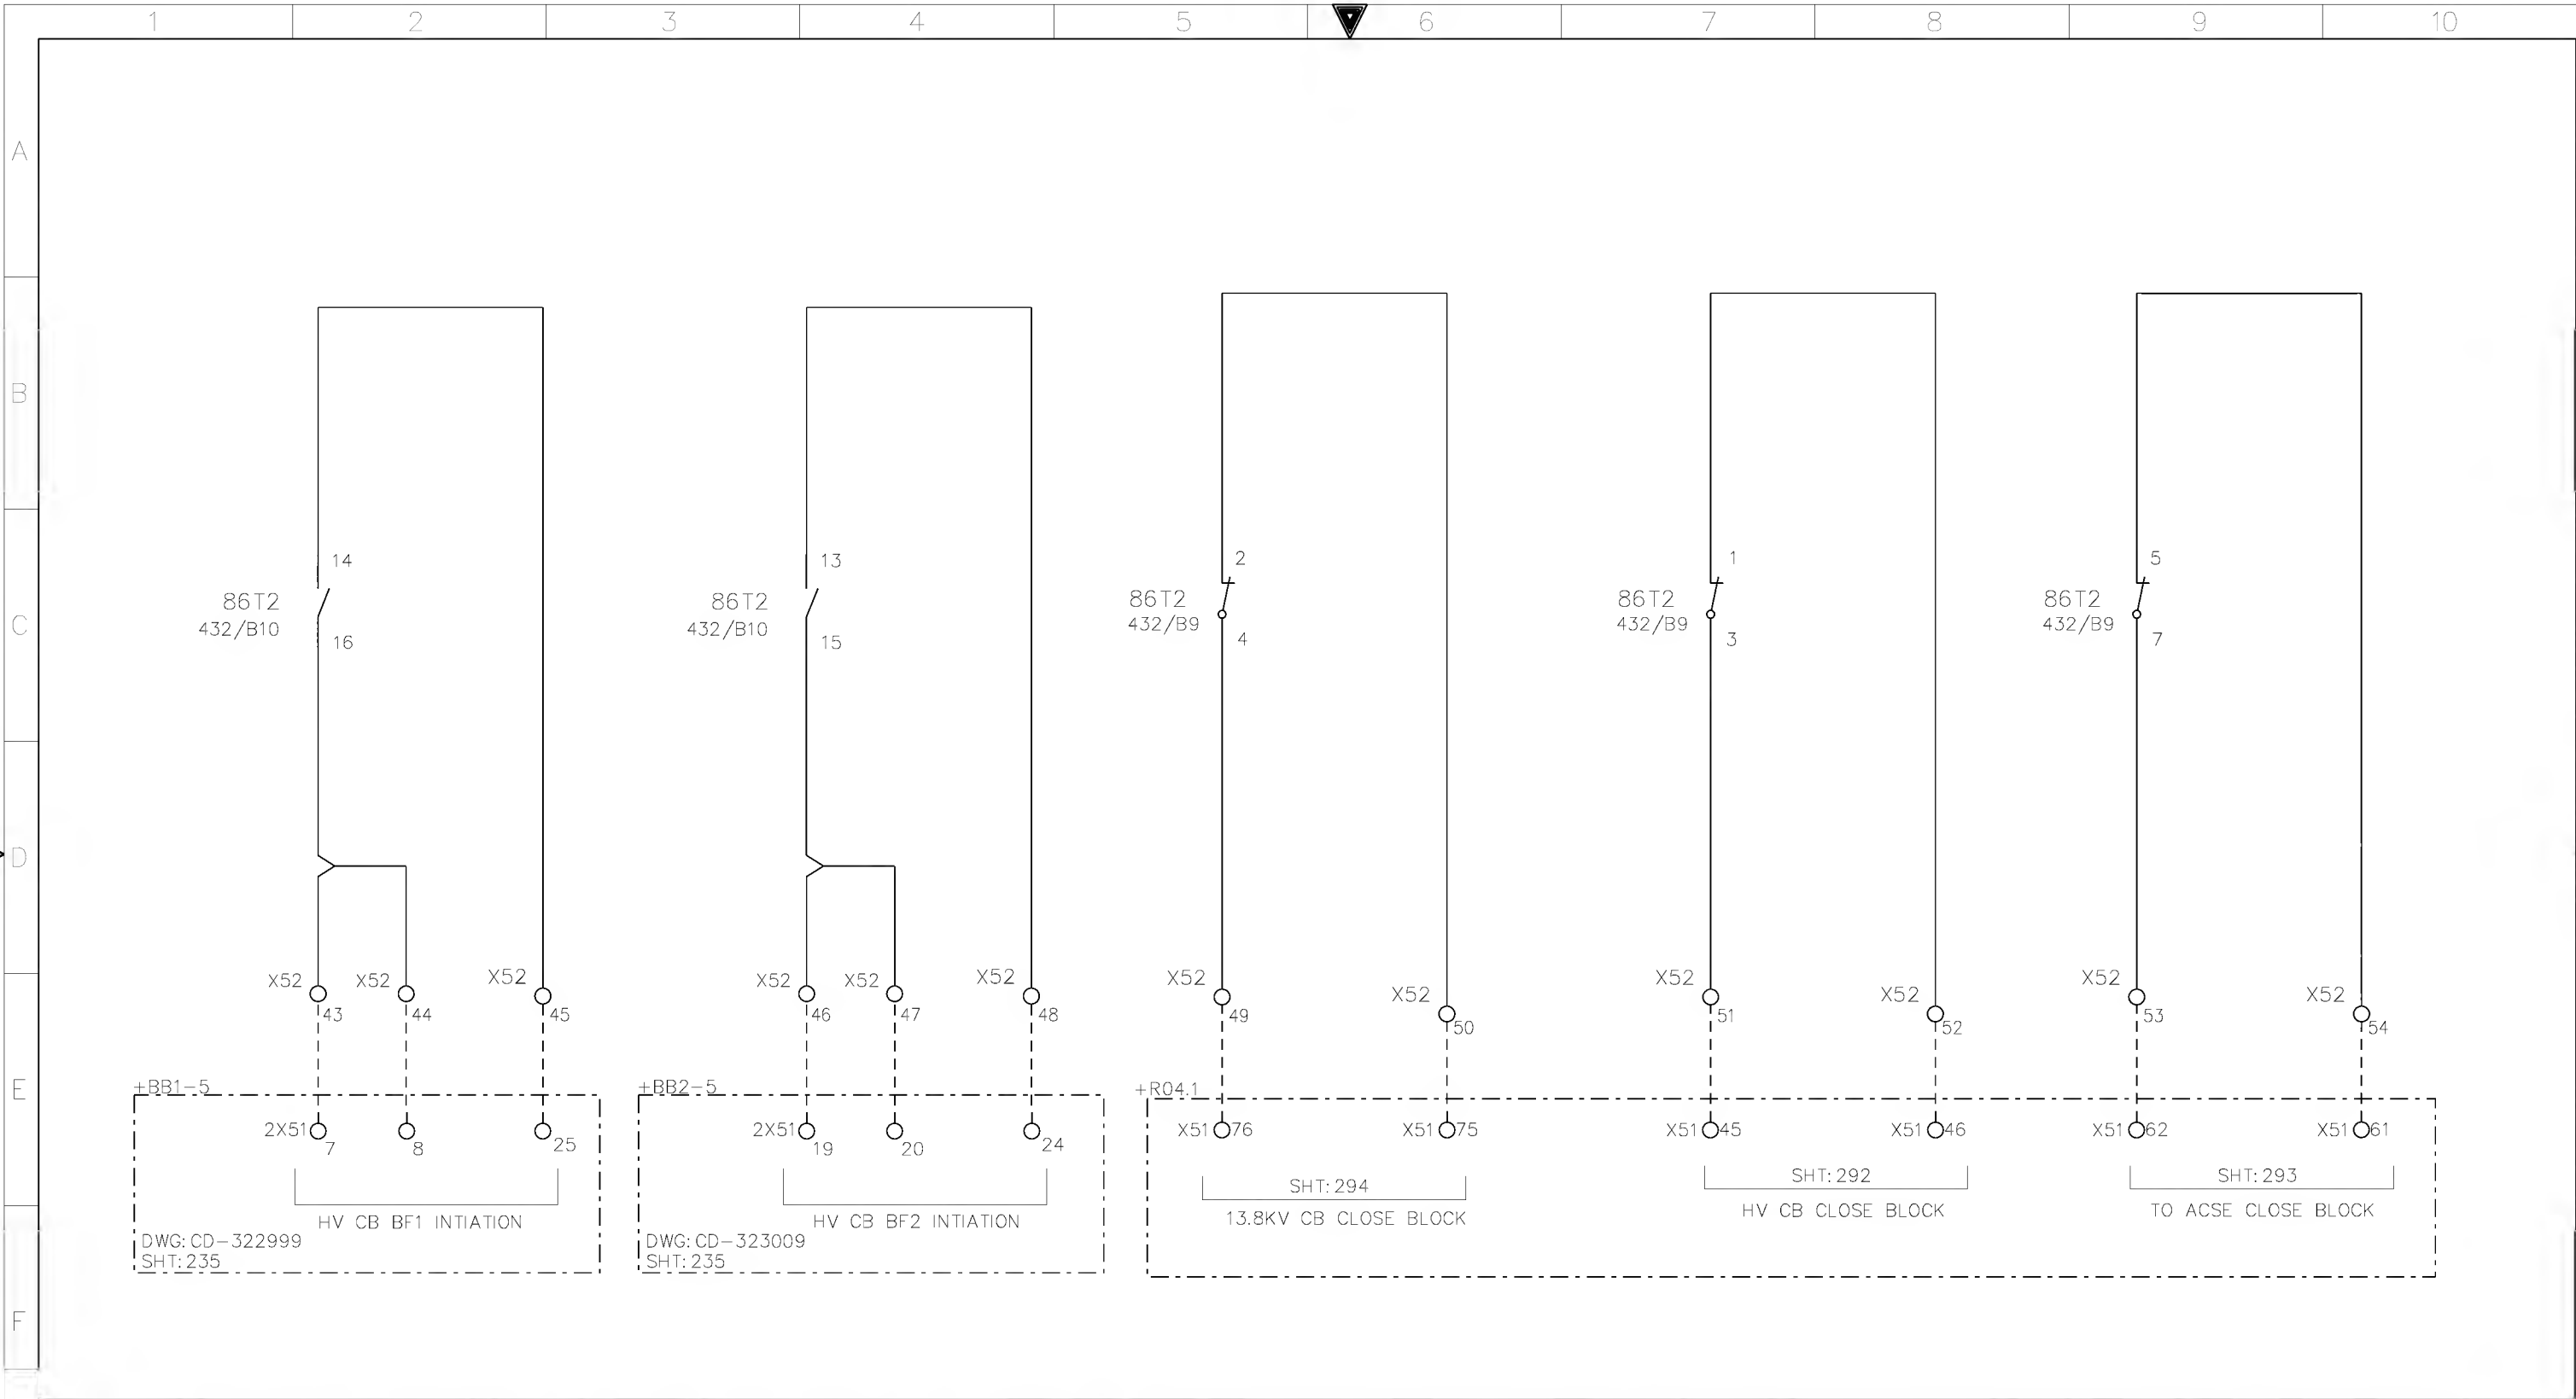 1 2 3 4 5 6 7 8 9 10
A
B
C
D
E
F
14
86T2
432/B10
16
13
86T2
432/B10
15
2
86T2
432/B9
4
1
86T2
432/B9
3
5
86T2
432/B9
7
X52 43
X52 44
X52 45
X52 46
X52 47
X52 48
X52 49
X52 50
X52 51
X52 52
X52 53
X52 54
+BB1-5
2X51 7
8
25
HV CB BF1 INTIATION
DWG: CD-322999
SHT: 235
+BB2-5
2X51 19
20
24
HV CB BF2 INTIATION
DWG: CD-323009
SHT: 235
+R04.1
X51 76
X51 75
SHT: 294
13.8KV CB CLOSE BLOCK
X51 45
X51 46
SHT: 292
HV CB CLOSE BLOCK
X51 62
X51 61
SHT: 293
TO ACSE CLOSE BLOCK